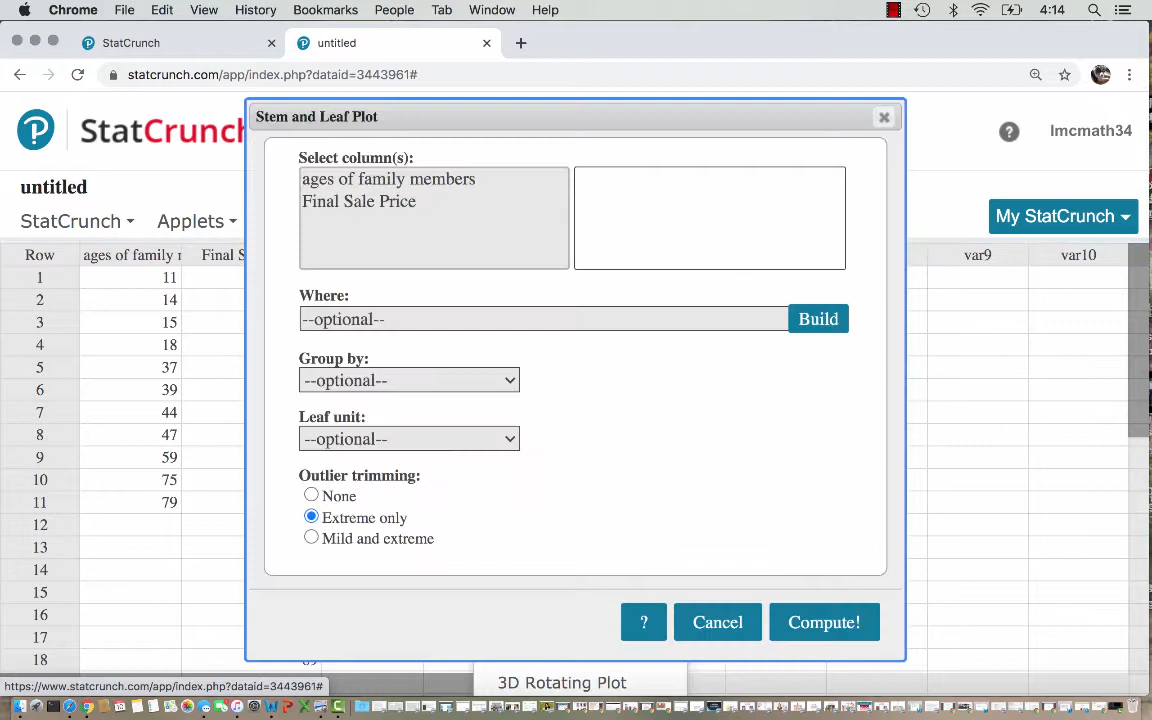 Chrome File Edit View History Bookmarks People Tab Window Help 4:14
StatCrunch untitled
statcrunch.com/app/index.php?dataid=3443961#
Stem and Leaf Plot
StatCrunch
lmcmath34
untitled
StatCrunch Applets
My StatCrunch
Select column(s):
ages of family members
Final Sale Price
Row ages of family Final S var9 var10
1 11
2 14
3 15
4 18
5 37
6 39
7 44
8 47
9 59
10 75
11 79
12
13
14
15
16
17
18
Where:
--optional--
Build
Group by:
--optional--
Leaf unit:
--optional--
Outlier trimming:
None
Extreme only
Mild and extreme
? Cancel Compute!
https://www.statcrunch.com/app/index.php?dataid=3443961#
3D Rotating Plot